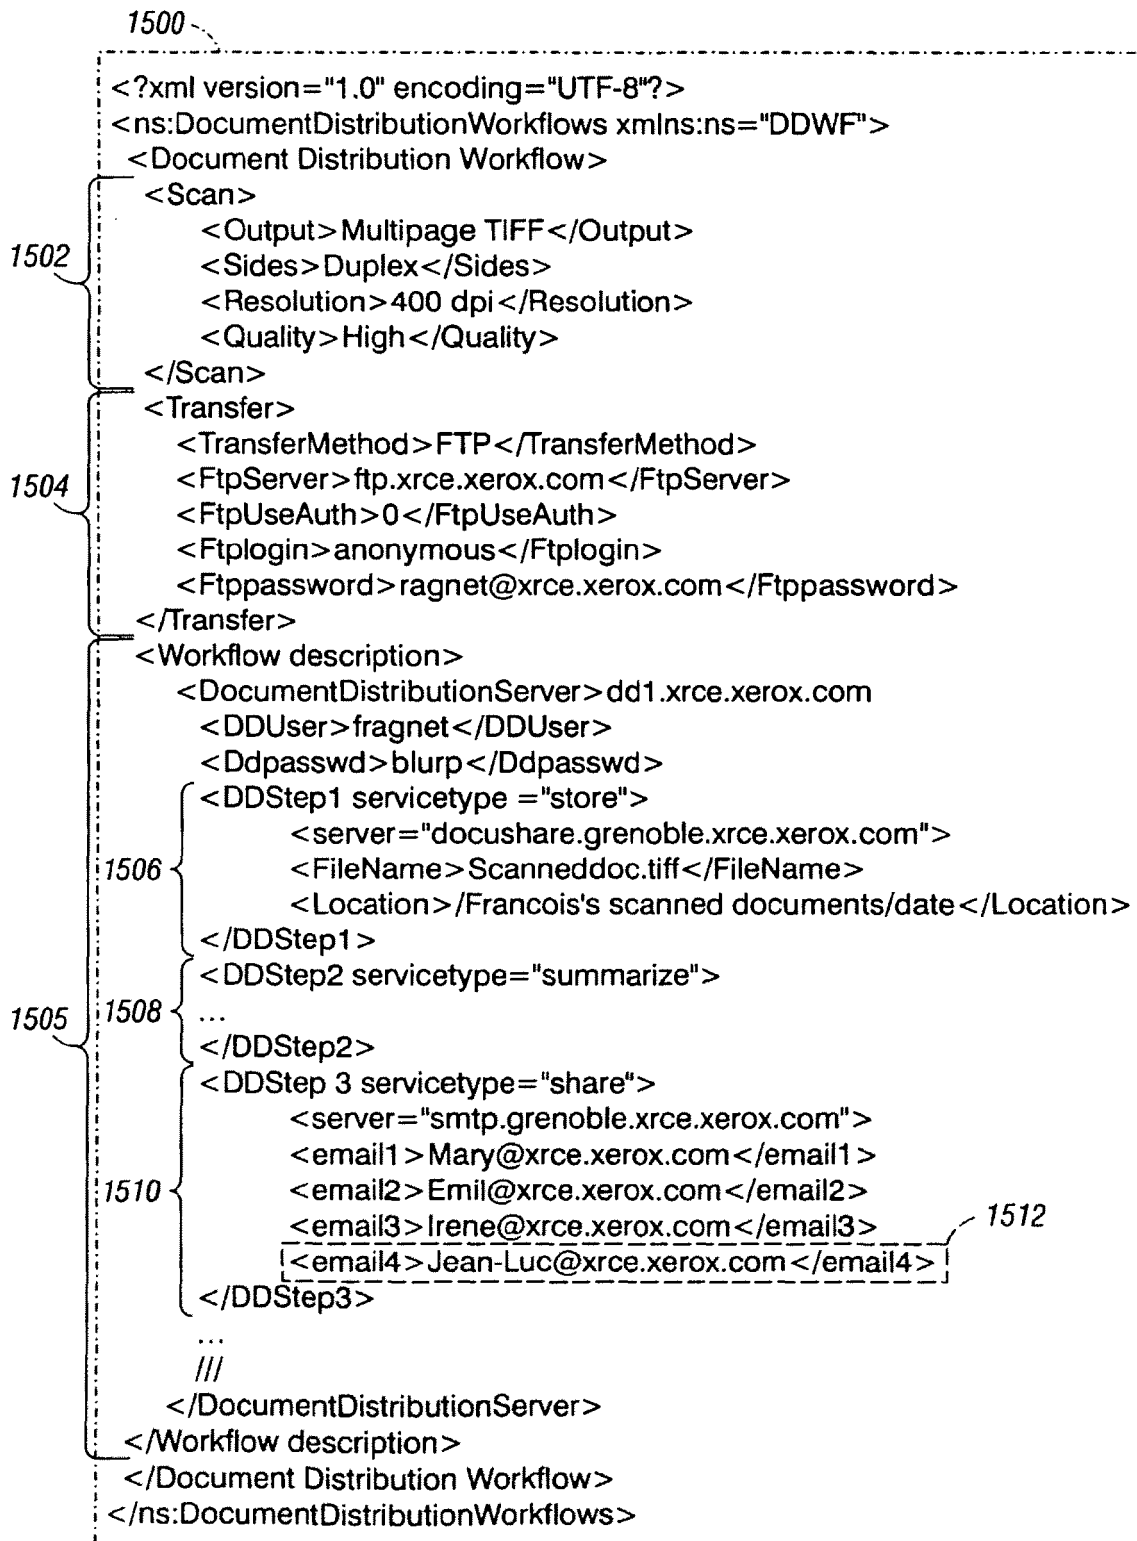 1500
<?xml version="1.0" encoding="UTF-8"?>
<ns:DocumentDistributionWorkflows xmlns:ns="DDWF">
<Document Distribution Workflow>
<Scan>
<Output>Multipage TIFF</Output>
1502
<Sides>Duplex</Sides>
<Resolution>400 dpi</Resolution>
<Quality>High</Quality>
</Scan>
<Transfer>
<TransferMethod>FTP</TransferMethod>
1504
<FtpServer>ftp.xrce.xerox.com</FtpServer>
<FtpUseAuth>0</FtpUseAuth>
<Ftplogin>anonymous</Ftplogin>
<Ftppassword>ragnet@xrce.xerox.com</Ftppassword>
</Transfer>
<Workflow description>
<DocumentDistributionServer>dd1.xrce.xerox.com
<DDUser>fragnet</DDUser>
<Ddpasswd>blurp</Ddpasswd>
<DDStep1 servicetype ="store">
<server="docushare.grenoble.xrce.xerox.com">
1506
<FileName>Scanneddoc.tiff</FileName>
<Location>/Francois's scanned documents/date</Location>
</DDStep1>
<DDStep2 servicetype="summarize">
1505
1508
...
</DDStep2>
<DDStep 3 servicetype="share">
<server="smtp.grenoble.xrce.xerox.com">
<email1>Mary@xrce.xerox.com</email1>
1510
<email2>Emil@xrce.xerox.com</email2>
<email3>Irene@xrce.xerox.com</email3>
1512
<email4>Jean-Luc@xrce.xerox.com</email4>
</DDStep3>
...
///
</DocumentDistributionServer>
</Workflow description>
</Document Distribution Workflow>
</ns:DocumentDistributionWorkflows>